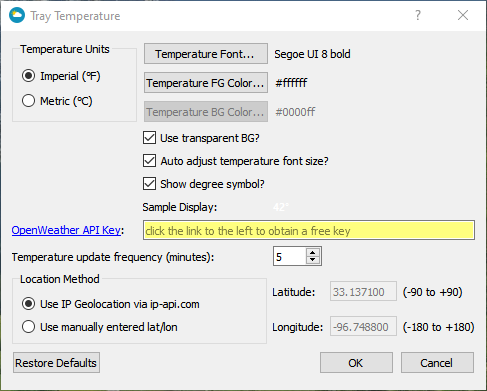 Tray Temperature
?
Temperature Units
Imperial (°F)
Metric (°C)
Temperature Font... Segoe UI 8 bold
Temperature FG Color... #ffffff
Temperature BG Color... #0000ff
Use transparent BG?
Auto adjust temperature font size?
Show degree symbol?
Sample Display: 42°
OpenWeather API Key: click the link to the left to obtain a free key
Temperature update frequency (minutes): 5
Location Method
Use IP Geolocation via ip-api.com
Use manually entered lat/lon
Latitude: 33.137100 (-90 to +90)
Longitude: -96.748800 (-180 to +180)
Restore Defaults OK Cancel